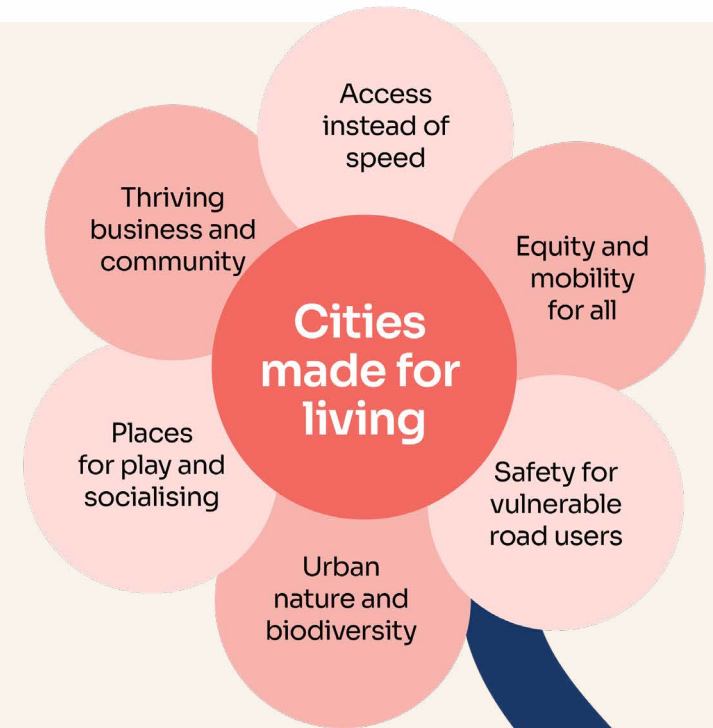 Access
instead of
speed
Thriving
business and
community
Equity and
mobility
for all
Cities
made for
living
Places
for play and
socialising
Safety for
vulnerable
road users
Urban
nature and
biodiversity